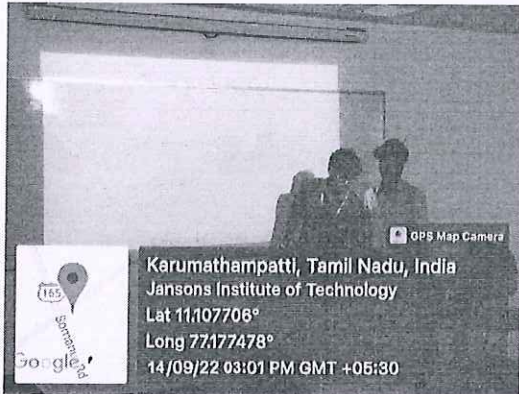 GPS Map Camera
Karumathampatti, Tamil Nadu, India
Jansons Institute of Technology
Lat 11.107706°
Long 77.177478°
14/09/22 03:01 PM GMT +05:30
165
Google